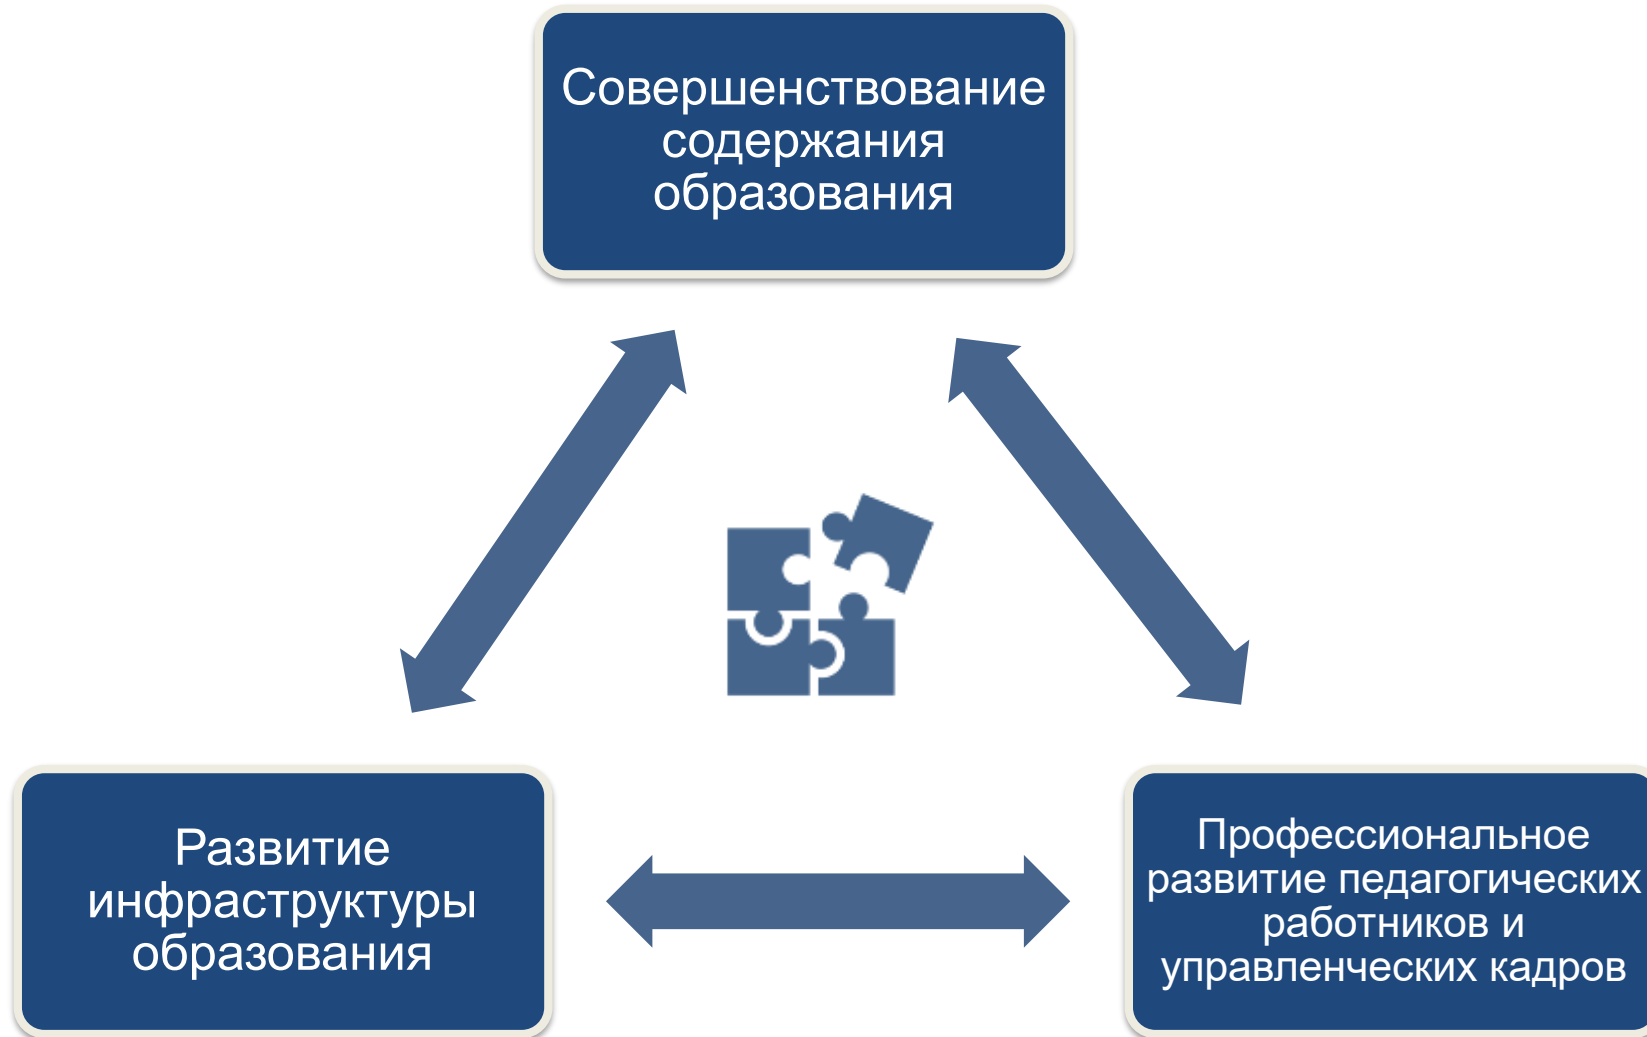 Совершенствование
содержания
образования
Развитие
инфраструктуры
образования
Профессиональное
развитие педагогических
работников и
управленческих кадров